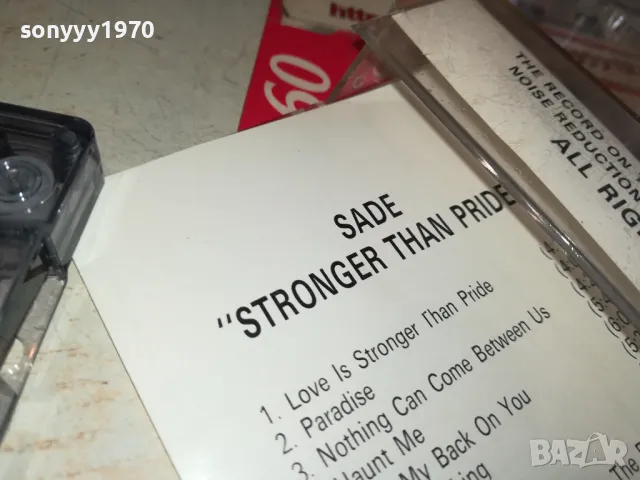 sonyyy1970
http
60
THE RECORD ON
NOISE REDUCTION
ALL RIG
SADE
"STRONGER THAN PRIDE
1. Love Is Stronger Than Pride
2. Paradise
3. Nothing Can Come Between Us
Haunt Me
My Back On You
BAZAR